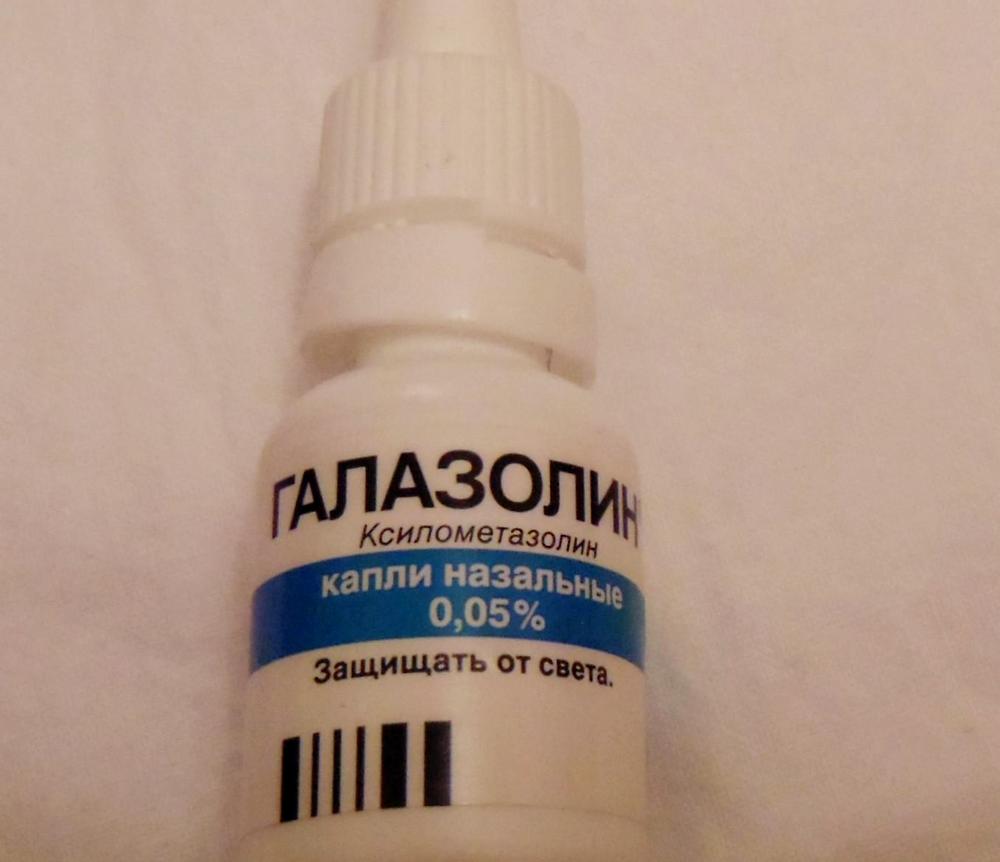 ГАЛАЗОЛИН
Ксилометазолин
капли назальные
0,05%
Защищать от света.